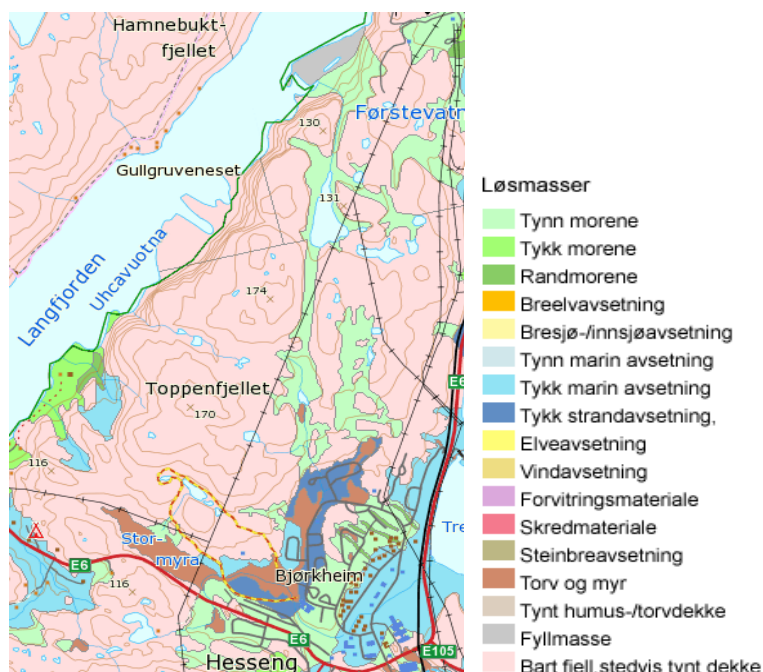 Hamnebukt-
fjellet
130
Førstevatn
Gullgruveneset
131
Langfjorden
Uhcavuotna
174
Toppenfjellet
170
E6
116
Stor-
myra
Tre
E6
116
Bjørkheim
E6
E105
Hesseng
Løsmasser
Tynn morene
Tykk morene
Randmorene
Breelvavsetning
Bresjø-/innsjøavsetning
Tynn marin avsetning
Tykk marin avsetning
Tykk strandavsetning,
Elveavsetning
Vindavsetning
Forvitringsmateriale
Skredmateriale
Steinbreavsetning
Torv og myr
Tynt humus-/torvdekke
Fyllmasse
Bart fjell,stedvis tynt dekke